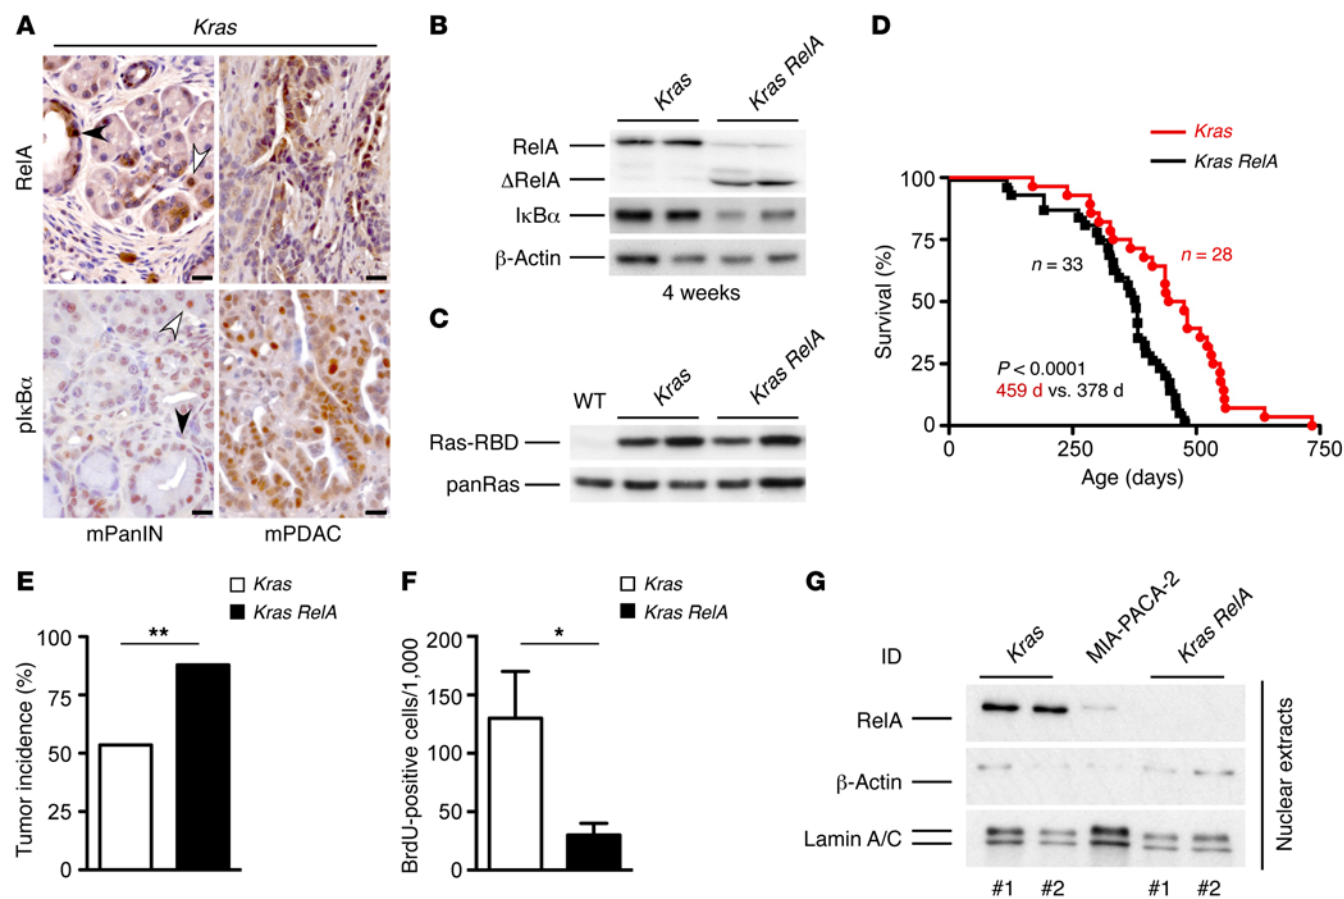 A
Kras
RelA
pIκBα
mPanIN
mPDAC
B
Kras
Kras RelA
RelA
ΔRelA
IκBα
β-Actin
4 weeks
C
WT
Kras
Kras RelA
Ras-RBD
panRas
D
Kras
Kras RelA
Survival (%)
100
75
50
25
0
n = 33
n = 28
P < 0.0001
459 d vs. 378 d
0
250
500
750
Age (days)
E
Kras
Kras RelA
Tumor incidence (%)
100
75
50
25
0
**
F
Kras
Kras RelA
BrdU-positive cells/1,000
200
150
100
50
0
*
G
ID
Kras
MIA-PACA-2
Kras RelA
RelA
β-Actin
Lamin A/C
Nuclear extracts
#1 #2 #1 #2